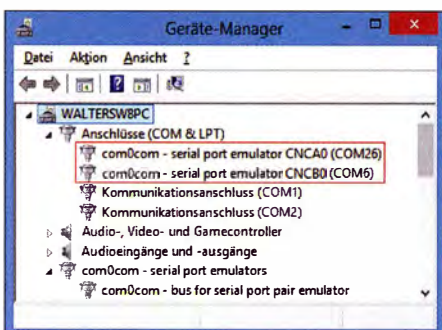 Geräte-Manager
Datei Aktion Ansicht ?
WALTERSW8PC
Anschlüsse (COM & LPT)
com0com - serial port emulator CNCA0 (COM26)
com0com - serial port emulator CNCB0 (COM6)
Kommunikationsanschluss (COM1)
Kommunikationsanschluss (COM2)
Audio-, Video- und Gamecontroller
Audioeingänge und -ausgänge
com0com - serial port emulators
com0com - bus for serial port pair emulator